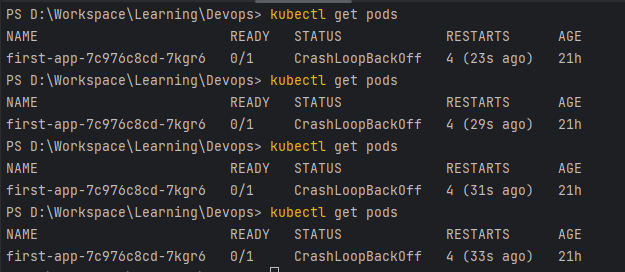 PS D:\Workspace\Learning\Devops> kubectl get pods
NAME READY STATUS RESTARTS AGE
first-app-7c976c8cd-7kgr6 0/1 CrashLoopBackOff 4 (23s ago) 21h
PS D:\Workspace\Learning\Devops> kubectl get pods
NAME READY STATUS RESTARTS AGE
first-app-7c976c8cd-7kgr6 0/1 CrashLoopBackOff 4 (29s ago) 21h
PS D:\Workspace\Learning\Devops> kubectl get pods
NAME READY STATUS RESTARTS AGE
first-app-7c976c8cd-7kgr6 0/1 CrashLoopBackOff 4 (31s ago) 21h
PS D:\Workspace\Learning\Devops> kubectl get pods
NAME READY STATUS RESTARTS AGE
first-app-7c976c8cd-7kgr6 0/1 CrashLoopBackOff 4 (33s ago) 21h